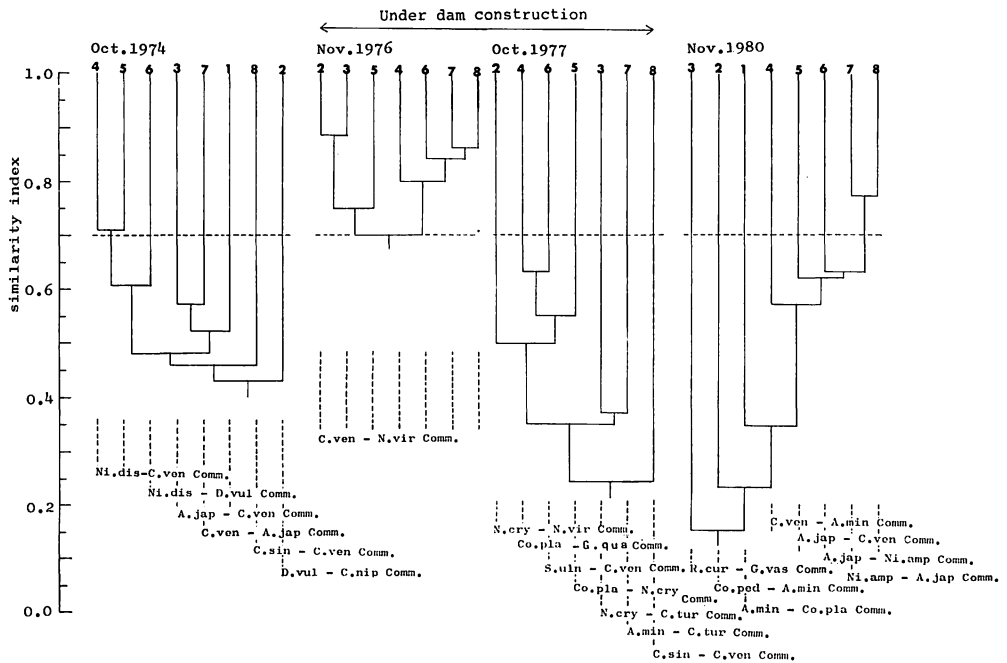 Under dam construction
Oct.1974
Nov.1976
Oct.1977
Nov.1980
4 5 6 3 7 1 8 2
2 3 5 4 6 7 8
2 4 6 5 3 7 8
3 2 1 4 5 6 7 8
similarity index
1.0
0.8
0.6
0.4
0.2
0.0
Ni.dis-C.ven Comm.
Ni.dis - D.vul Comm.
A.jap - C.ven Comm.
C.ven - A.jap Comm.
C.sin - C.ven Comm.
D.vul - C.nip Comm.
C.ven - N.vir Comm.
N.cry - N.vir Comm.
Co.pla - G.qua Comm.
S.uln - C.ven Comm.
Co.pla - N.cry Comm.
N.cry - C.tur Comm.
A.min - C.tur Comm.
C.sin - C.ven Comm.
R.cur - G.vas Comm.
Co.ped - A.min Comm.
A.min - Co.pla Comm.
C.ven - A.min Comm.
A.jap - C.ven Comm.
A.jap - Ni.amp Comm.
Ni.amp - A.jap Comm.